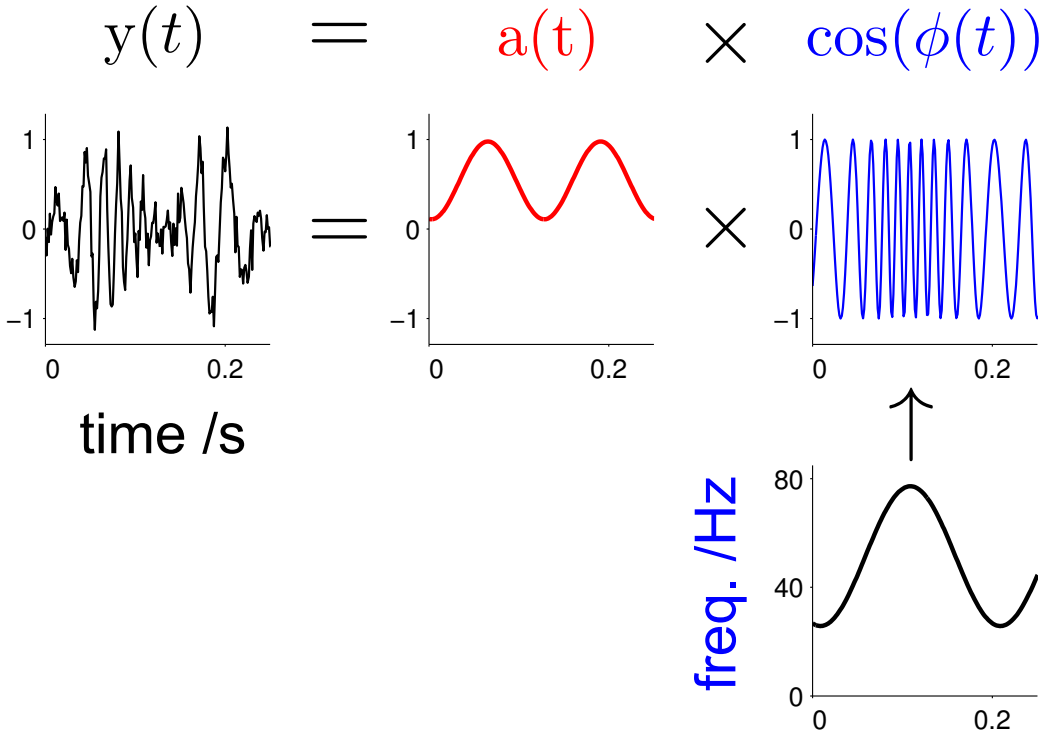 y(t) = a(t) × cos(ϕ(t))
1 1 1
0 = 0 × 0
−1 −1 −1
0 0.2 0 0.2 0 0.2
time /s
80
freq. /Hz
40
0
0 0.2